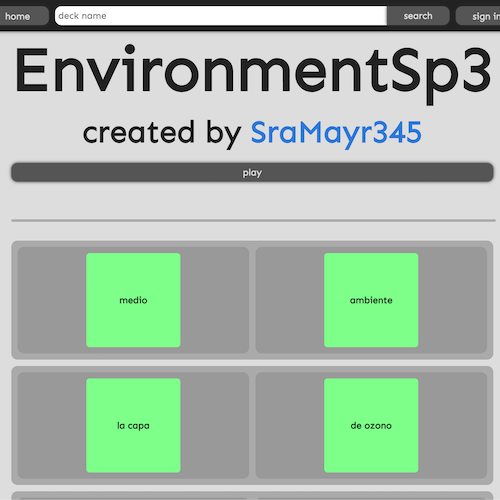 home deck name search sign in
EnvironmentSp3
created by SraMayr345
play
medio ambiente
la capa de ozono